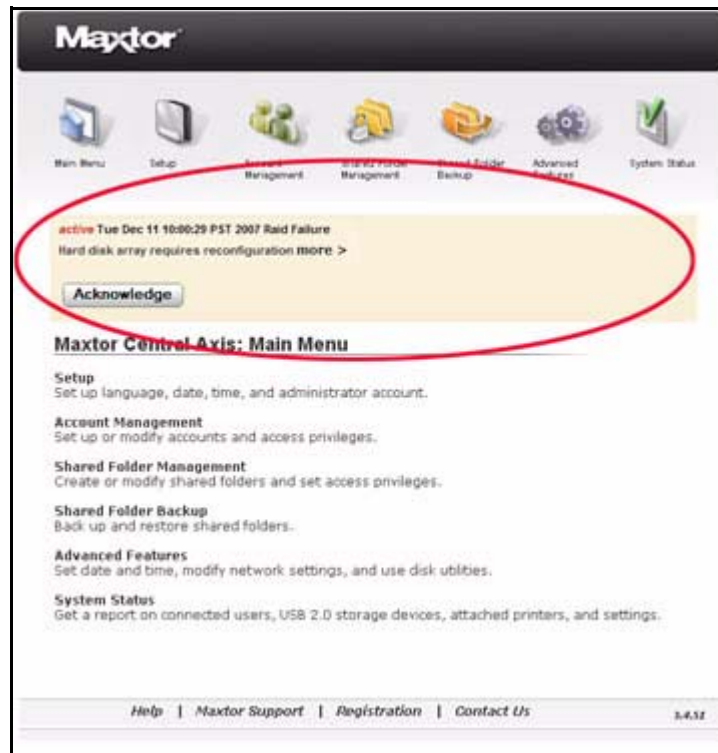 Maxtor
Main Menu
Setup
Account Management
Shared Folder Management
Shared Folder Backup
Advanced Features
System Status
active Tue Dec 11 10:00:29 PST 2007 Raid Failure
Hard disk array requires reconfiguration more >
Acknowledge
Maxtor Central Axis: Main Menu
Setup
Set up language, date, time, and administrator account.
Account Management
Set up or modify accounts and access privileges.
Shared Folder Management
Create or modify shared folders and set access privileges.
Shared Folder Backup
Back up and restore shared folders.
Advanced Features
Set date and time, modify network settings, and use disk utilities.
System Status
Get a report on connected users, USB 2.0 storage devices, attached printers, and settings.
Help | Maxtor Support | Registration | Contact Us